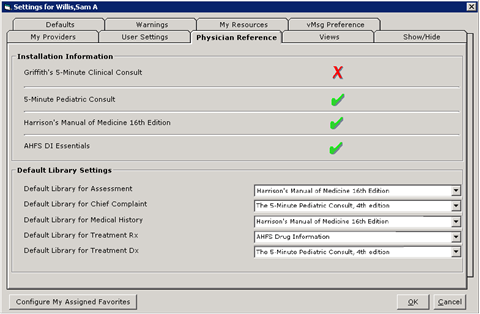 Settings for Willis,Sam A
Defaults Warnings My Resources vMsg Preference
My Providers User Settings Physician Reference Views Show/Hide
Installation Information
Griffith's 5-Minute Clinical Consult
5-Minute Pediatric Consult
Harrison's Manual of Medicine 16th Edition
AHFS DI Essentials
Default Library Settings
Default Library for Assessment Harrison's Manual of Medicine 16th Edition
Default Library for Chief Complaint The 5-Minute Pediatric Consult, 4th edition
Default Library for Medical History Harrison's Manual of Medicine 16th Edition
Default Library for Treatment Rx AHFS Drug Information
Default Library for Treatment Dx The 5-Minute Pediatric Consult, 4th edition
Configure My Assigned Favorites OK Cancel